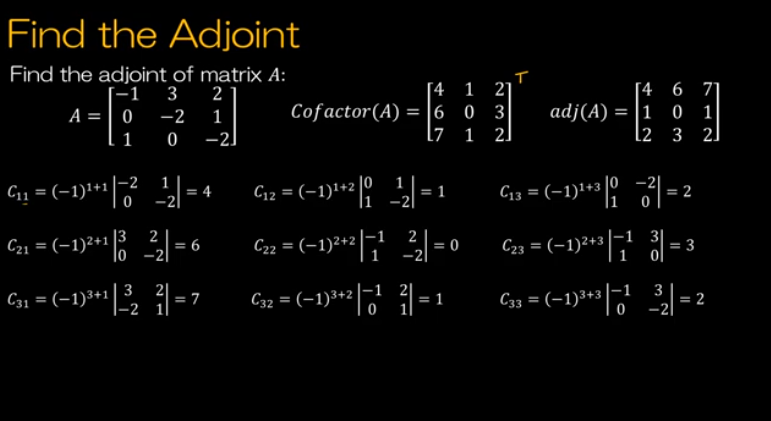 Find the Adjoint
Find the adjoint of matrix A:
A = [−1 3 2; 0 −2 1; 1 0 −2]
Cofactor(A) = [4 1 2; 6 0 3; 7 1 2]ᵀ
adj(A) = [4 6 7; 1 0 1; 2 3 2]
C₁₁ = (−1)¹⁺¹ |−2 1; 0 −2| = 4
C₁₂ = (−1)¹⁺² |0 1; 1 −2| = 1
C₁₃ = (−1)¹⁺³ |0 −2; 1 0| = 2
C₂₁ = (−1)²⁺¹ |3 2; 0 −2| = 6
C₂₂ = (−1)²⁺² |−1 2; 1 −2| = 0
C₂₃ = (−1)²⁺³ |−1 3; 1 0| = 3
C₃₁ = (−1)³⁺¹ |3 2; −2 1| = 7
C₃₂ = (−1)³⁺² |−1 2; 0 1| = 1
C₃₃ = (−1)³⁺³ |−1 3; 0 −2| = 2